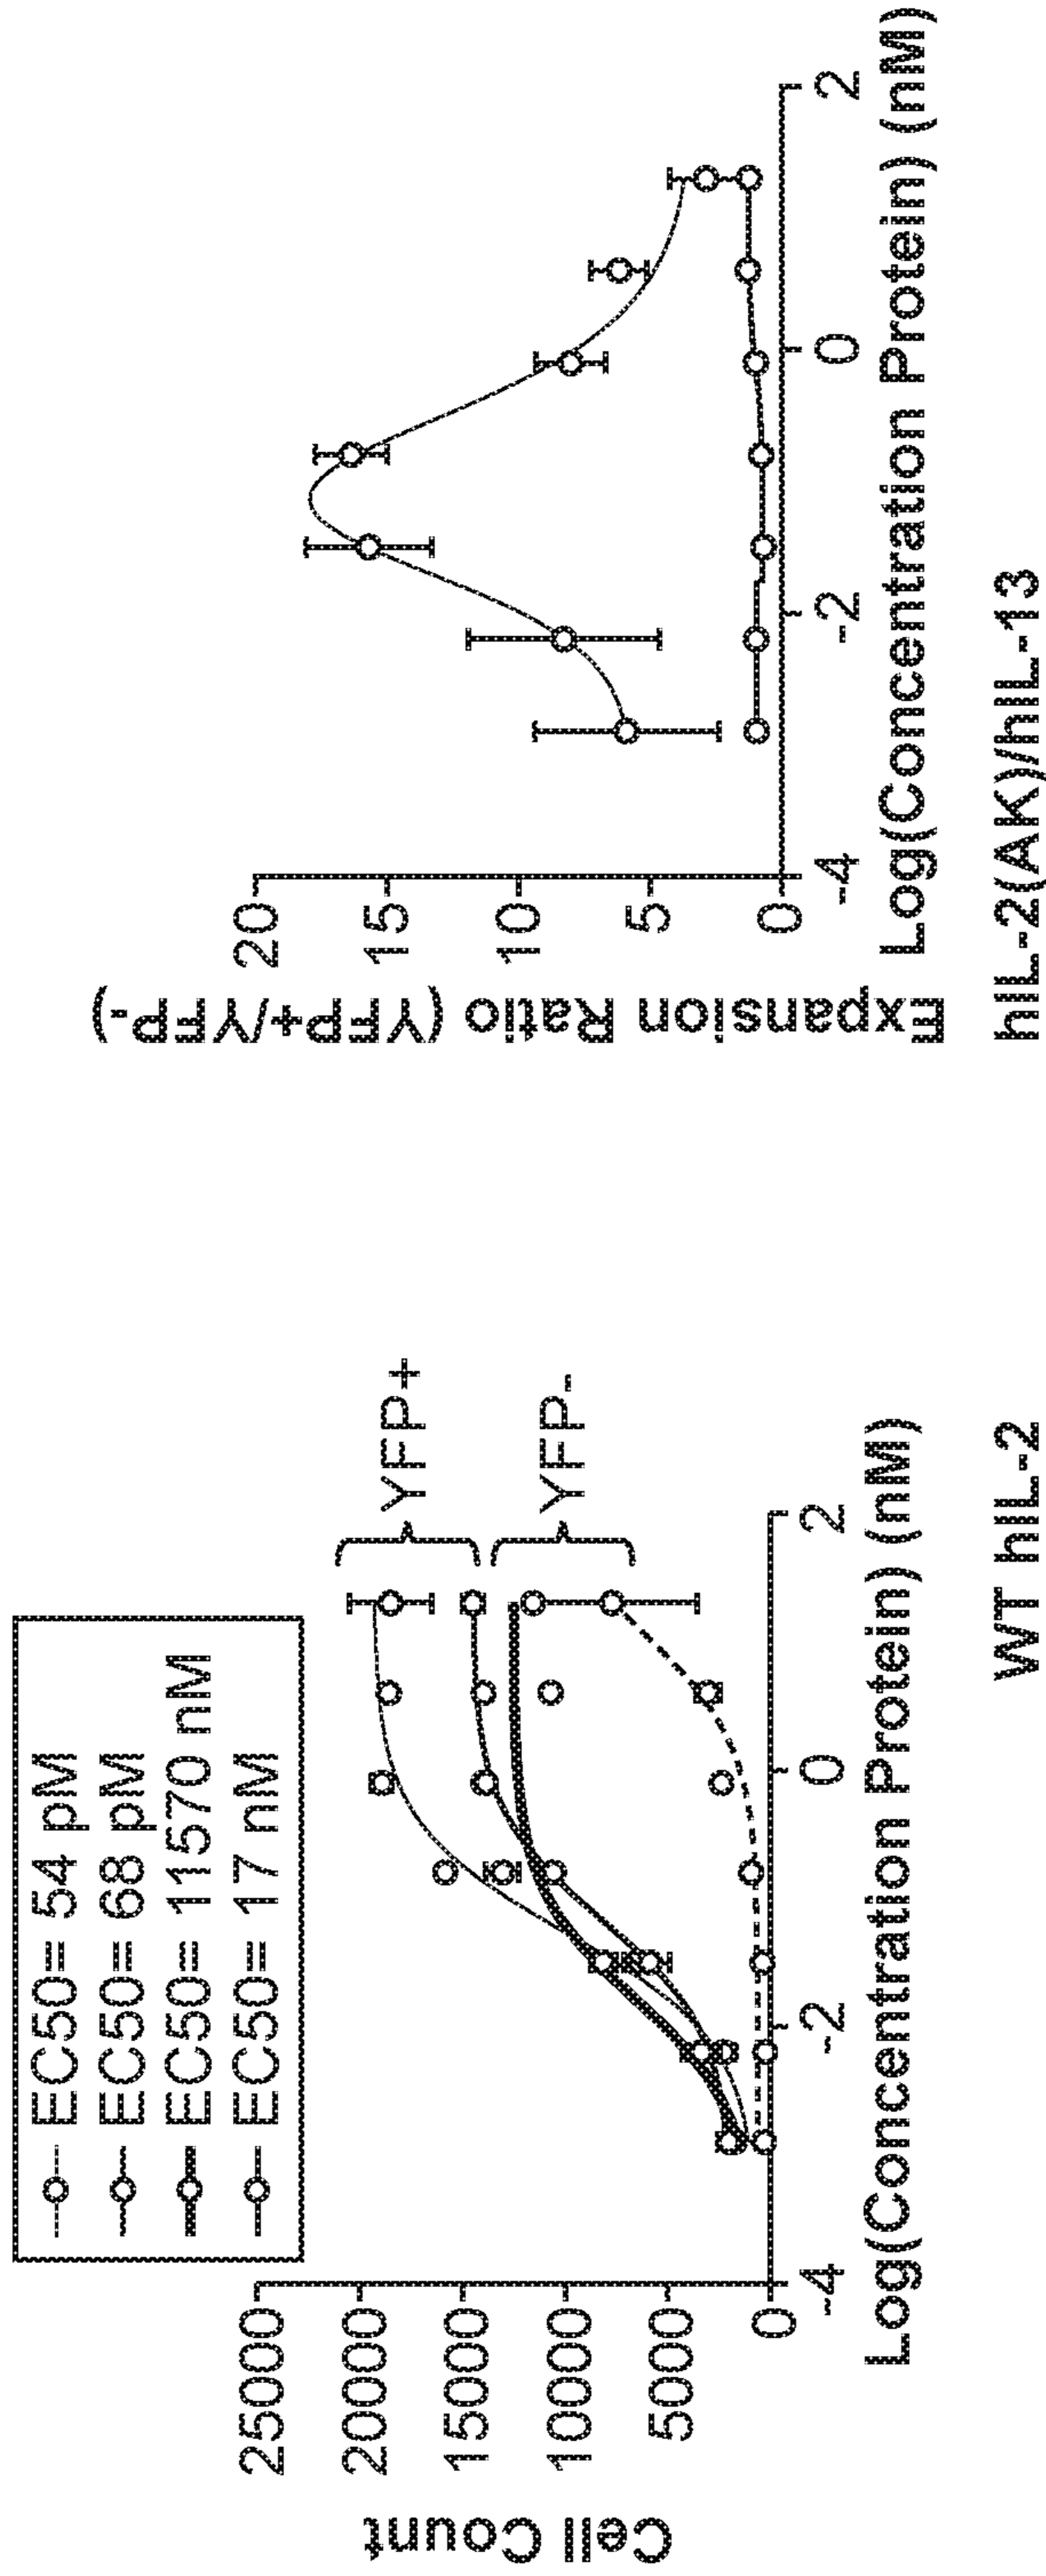 EC50= 54 pM
EC50= 68 pM
EC50= 11570 nM
EC50= 17 nM
Cell Count
25000
20000
15000
10000
5000
0
-4
-2
0
2
Log(Concentration Protein) (nM)
YFP+
YFP-
WT hIL-2
Expansion Ratio (YFP+/YFP-)
20
15
10
5
0
-4
-2
0
2
Log(Concentration Protein) (nM)
hIL-2(AK)/hIL-13